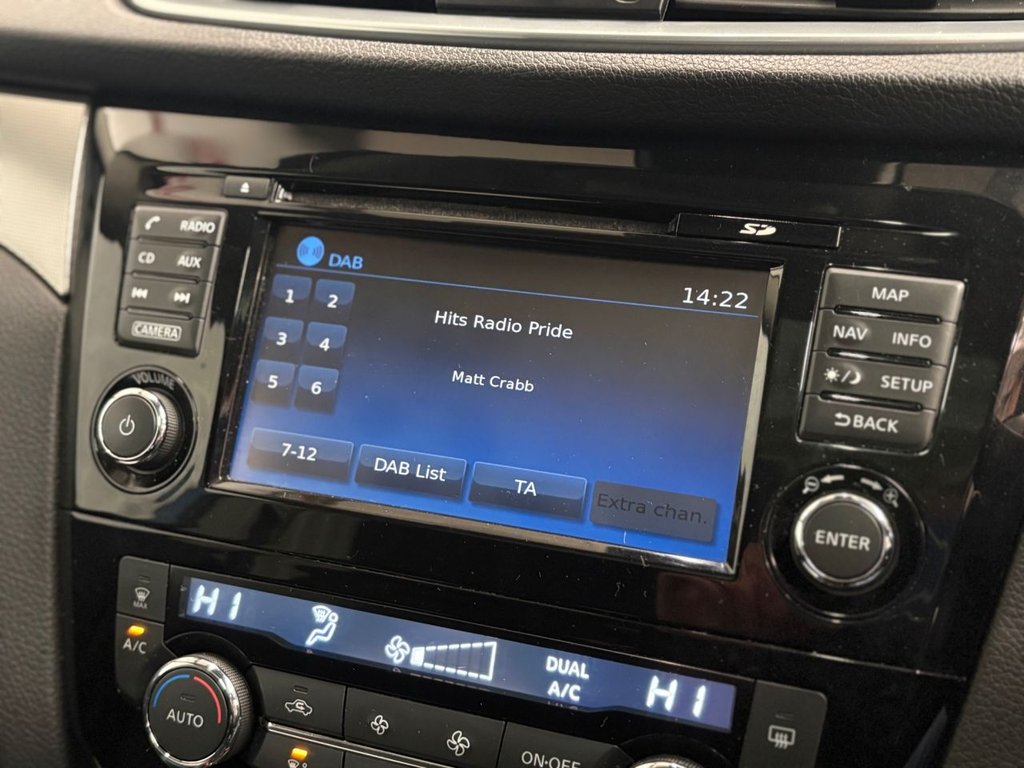 RADIO
CD AUX
CAMERA
VOLUME
SD
DAB
14:22
1 2
3 4
5 6
Hits Radio Pride
Matt Crabb
7-12 DAB List TA Extra chan.
MAP
NAV INFO
SETUP
BACK
ENTER
MAX
A/C
HI
DUAL
A/C
HI
AUTO
ON·OFF